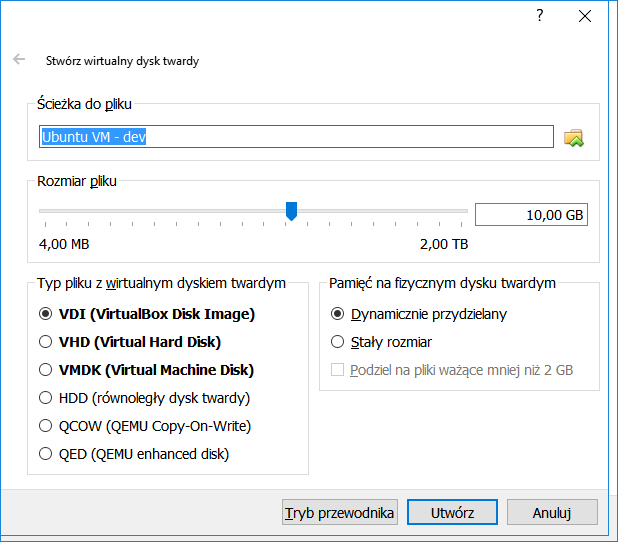 ?
Stwórz wirtualny dysk twardy
Ścieżka do pliku
Ubuntu VM - dev
Rozmiar pliku
10,00 GB
4,00 MB 2,00 TB
Typ pliku z wirtualnym dyskiem twardym
VDI (VirtualBox Disk Image)
VHD (Virtual Hard Disk)
VMDK (Virtual Machine Disk)
HDD (równoległy dysk twardy)
QCOW (QEMU Copy-On-Write)
QED (QEMU enhanced disk)
Pamięć na fizycznym dysku twardym
Dynamicznie przydzielany
Stały rozmiar
Podziel na pliki ważące mniej niż 2 GB
Tryb przewodnika Utwórz Anuluj